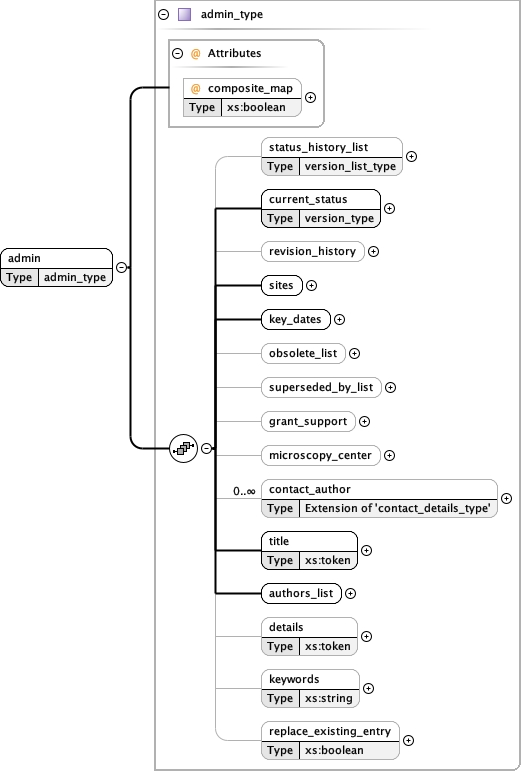 admin_type
@ Attributes
@ composite_map
Type xs:boolean
status_history_list
Type version_list_type
current_status
Type version_type
revision_history
admin
Type admin_type
sites
key_dates
obsolete_list
superseded_by_list
grant_support
microscopy_center
0..∞
contact_author
Type Extension of 'contact_details_type'
title
Type xs:token
authors_list
details
Type xs:token
keywords
Type xs:string
replace_existing_entry
Type xs:boolean